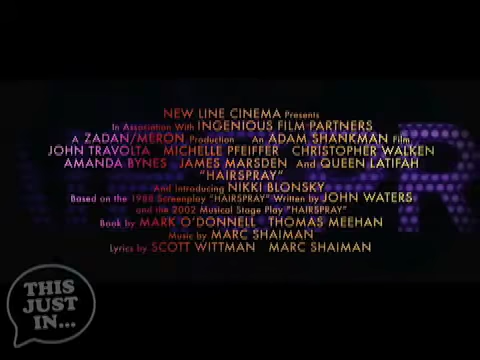 NEW LINE CINEMA Presents
In Association With INGENIOUS FILM PARTNERS
A ZADAN/MERON Production An ADAM SHANKMAN Film
JOHN TRAVOLTA MICHELLE PFEIFFER CHRISTOPHER WALKEN
AMANDA BYNES JAMES MARSDEN And QUEEN LATIFAH
"HAIRSPRAY"
And Introducing NIKKI BLONSKY
Based on the 1988 Screenplay "HAIRSPRAY" Written by JOHN WATERS
and the 2002 Musical Stage Play "HAIRSPRAY"
Book by MARK O'DONNELL THOMAS MEEHAN
Music by MARC SHAIMAN
Lyrics by SCOTT WITTMAN MARC SHAIMAN
THIS
JUST
IN...